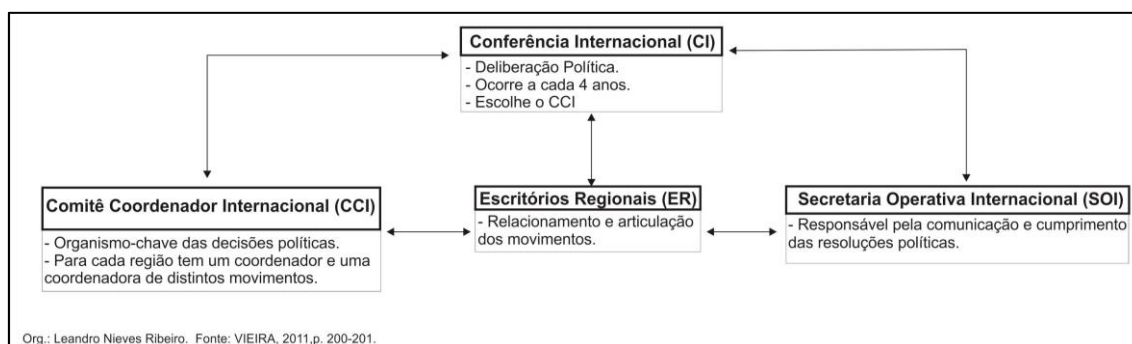 Conferência Internacional (CI)
- Deliberação Política.
- Ocorre a cada 4 anos.
- Escolhe o CCI
Comitê Coordenador Internacional (CCI)
- Organismo-chave das decisões políticas.
- Para cada região tem um coordenador e uma
coordenadora de distintos movimentos.
Escritórios Regionais (ER)
- Relacionamento e articulação
dos movimentos.
Secretaria Operativa Internacional (SOI)
- Responsável pela comunicação e cumprimento
das resoluções políticas.
Org.: Leandro Nieves Ribeiro. Fonte: VIEIRA, 2011,p. 200-201.